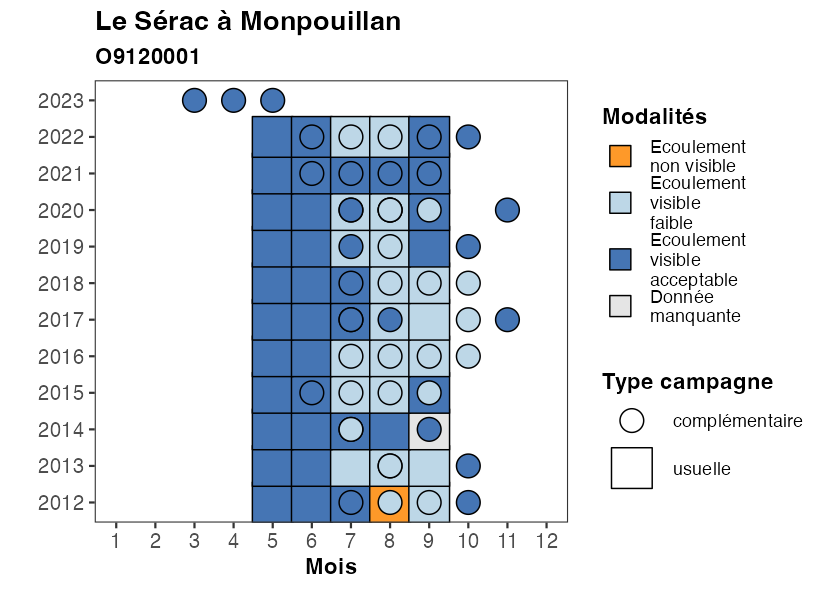 Le Sérac à Monpouillan
O9120001
2023
2022
2021
2020
2019
2018
2017
2016
2015
2014
2013
2012
1 2 3 4 5 6 7 8 9 10 11 12
Mois
Modalités
Ecoulement
non visible
Ecoulement
visible
faible
Ecoulement
visible
acceptable
Donnée
manquante
Type campagne
complémentaire
usuelle